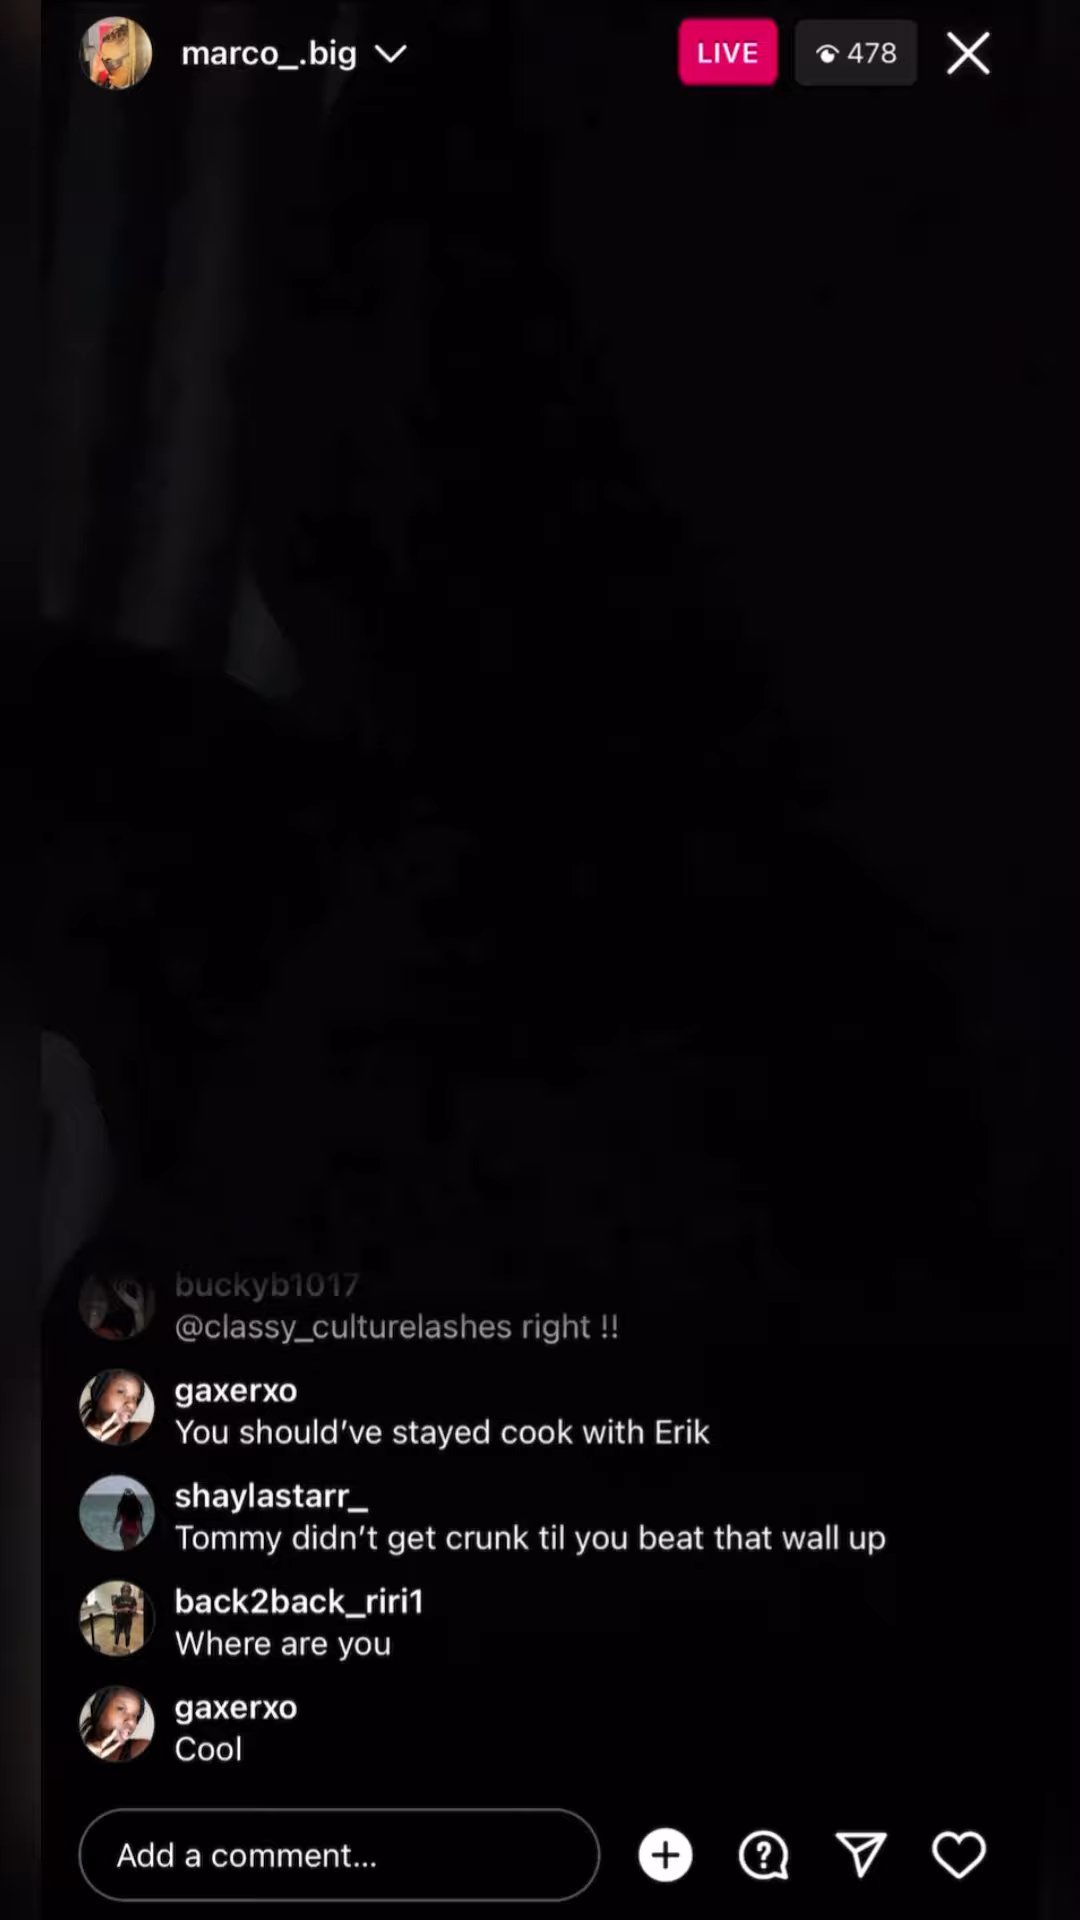 marco_.big
LIVE
478
buckyb1017
@classy_culturelashes right !!
gaxerxo
You should’ve stayed cook with Erik
shaylastarr_
Tommy didn’t get crunk til you beat that wall up
back2back_riri1
Where are you
gaxerxo
Cool
Add a comment...